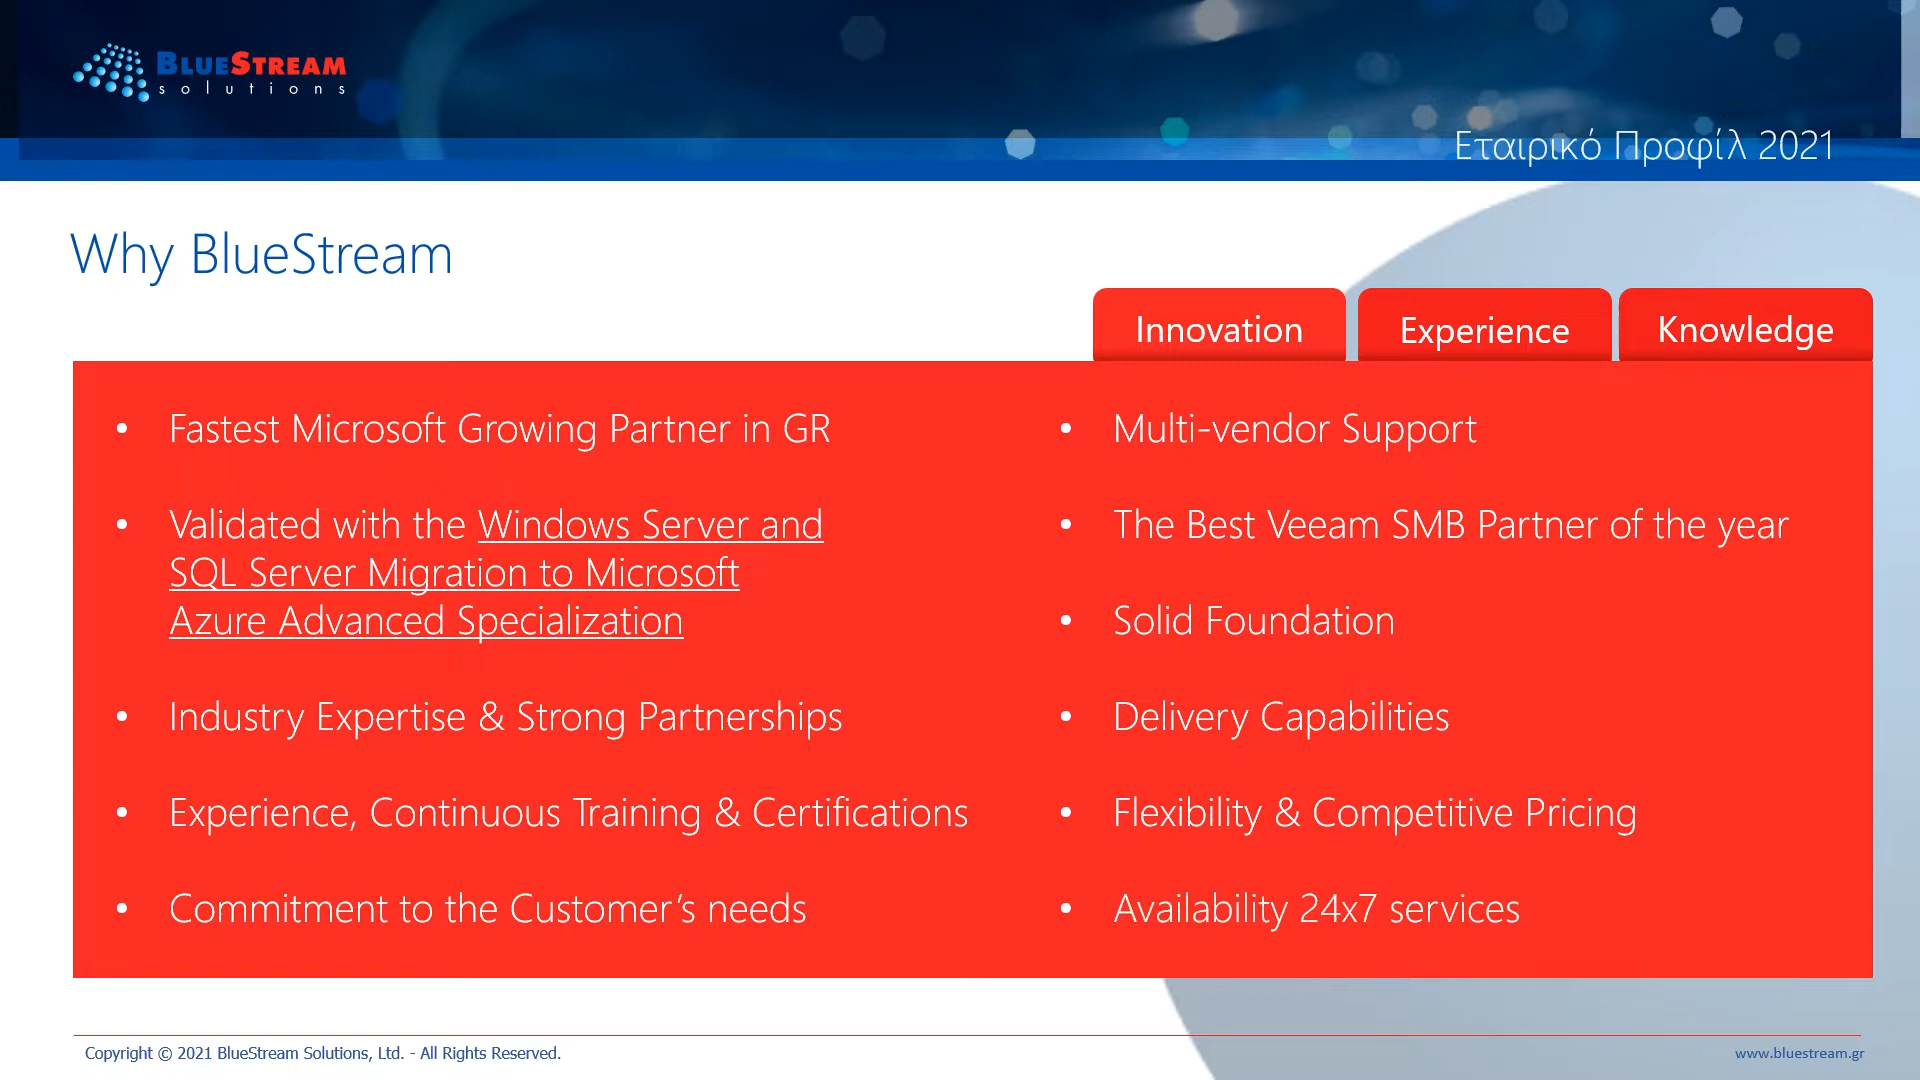 BLUESTREAM
solutions
Εταιρικό Προφίλ 2021
Why BlueStream
Innovation
Experience
Knowledge
• Fastest Microsoft Growing Partner in GR
• Validated with the Windows Server and
SQL Server Migration to Microsoft
Azure Advanced Specialization
• Industry Expertise & Strong Partnerships
• Experience, Continuous Training & Certifications
• Commitment to the Customer’s needs
• Multi-vendor Support
• The Best Veeam SMB Partner of the year
• Solid Foundation
• Delivery Capabilities
• Flexibility & Competitive Pricing
• Availability 24x7 services
Copyright © 2021 BlueStream Solutions, Ltd. - All Rights Reserved.
www.bluestream.gr